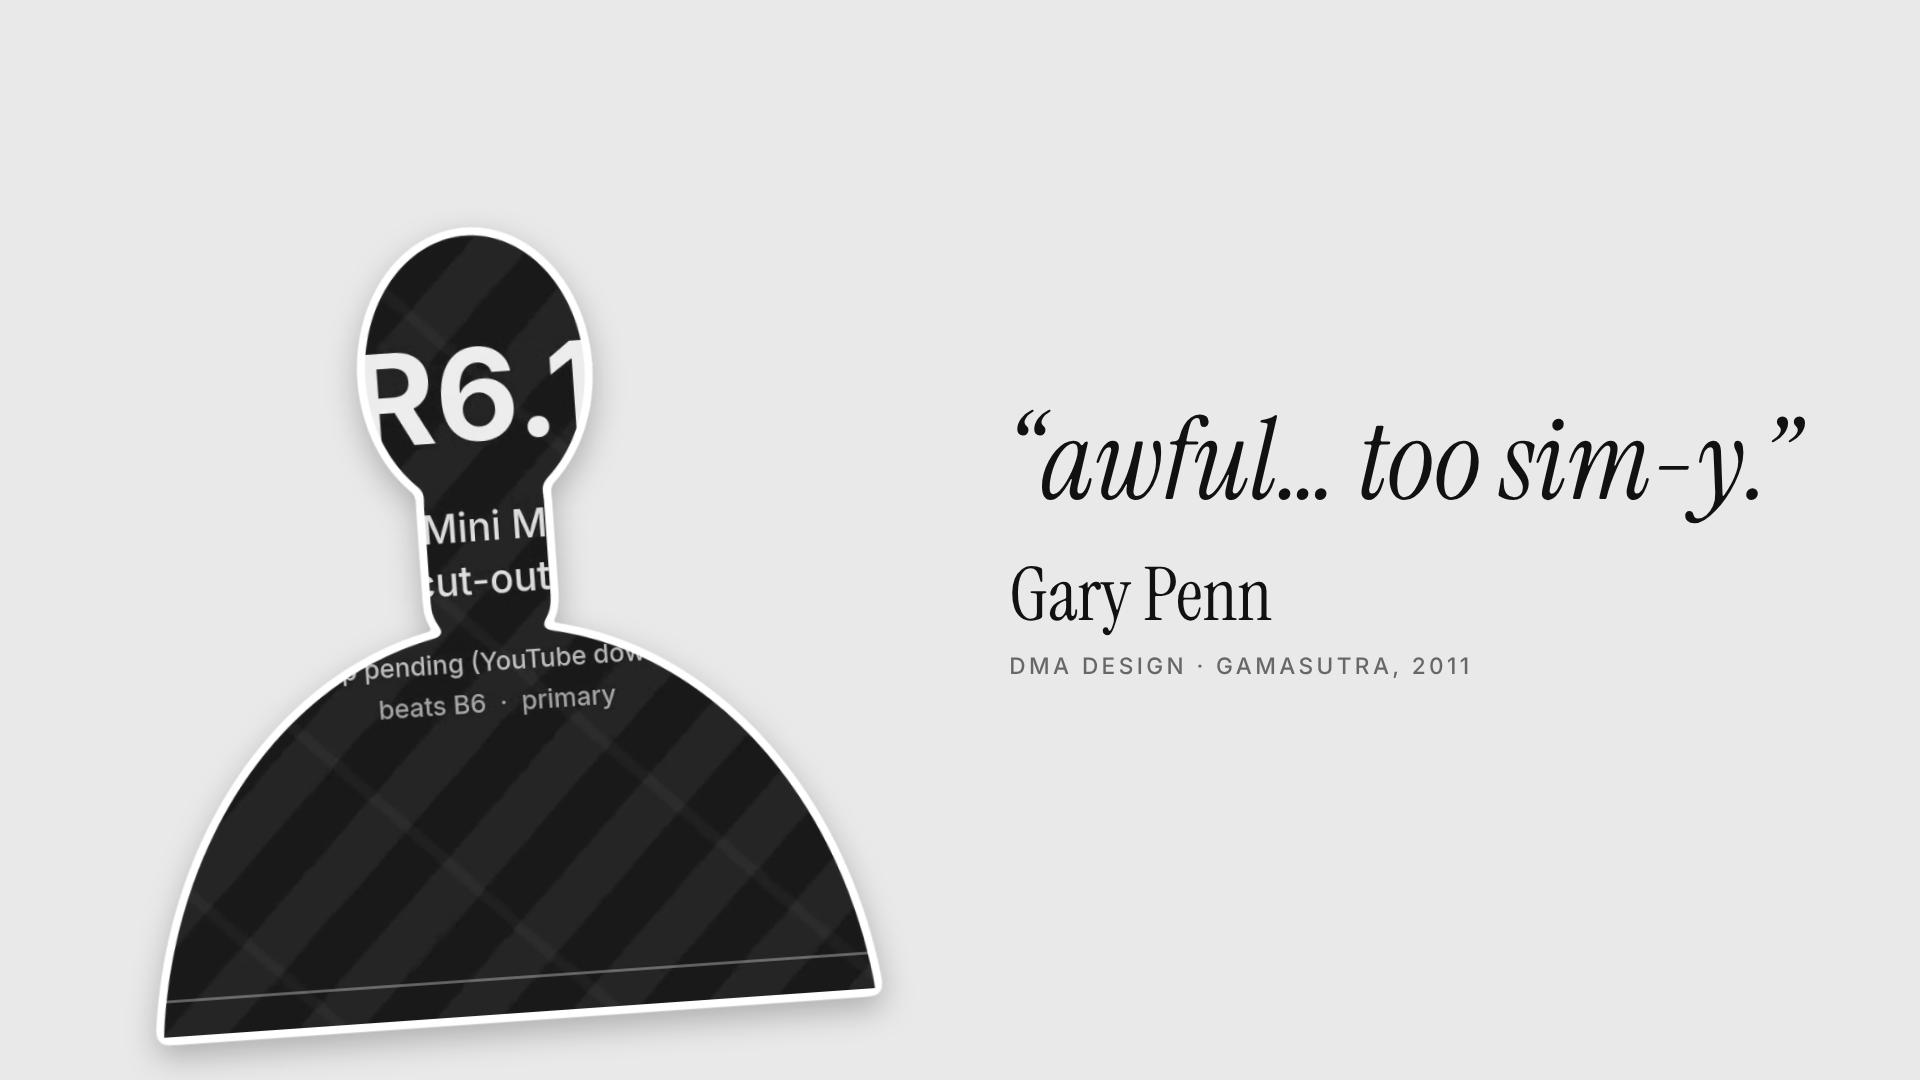 R6.1
Mini M
cut-out
pending (YouTube dow
beats B6 · primary
“awful... too sim-y.”
Gary Penn
DMA DESIGN · GAMASUTRA, 2011